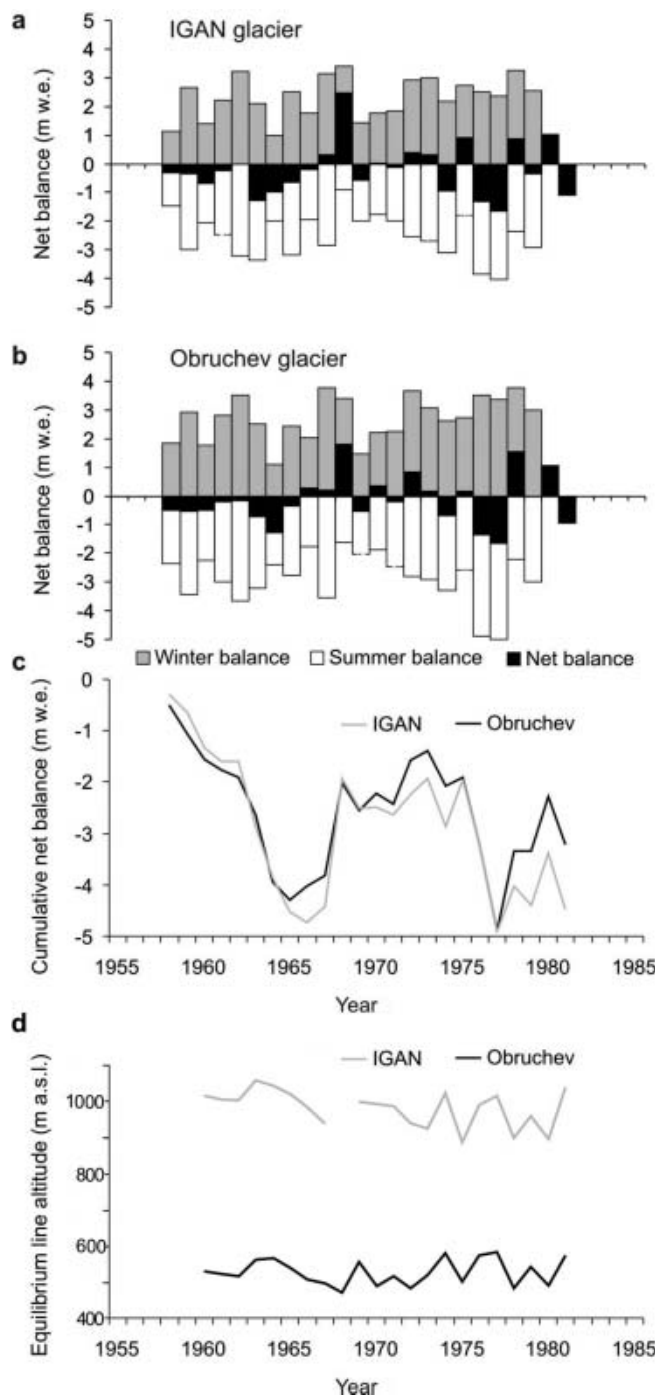 a
IGAN glacier
Net balance (m w.e.)
5
4
3
2
1
0
-1
-2
-3
-4
-5
b
Obruchev glacier
Net balance (m w.e.)
5
4
3
2
1
0
-1
-2
-3
-4
-5
Winter balance Summer balance Net balance
c
IGAN Obruchev
Cumulative net balance (m w.e.)
0
-1
-2
-3
-4
-5
1955 1960 1965 1970 1975 1980 1985
Year
d
IGAN Obruchev
Equilibrium line altitude (m a.s.l.)
1000
800
600
400
1955 1960 1965 1970 1975 1980 1985
Year